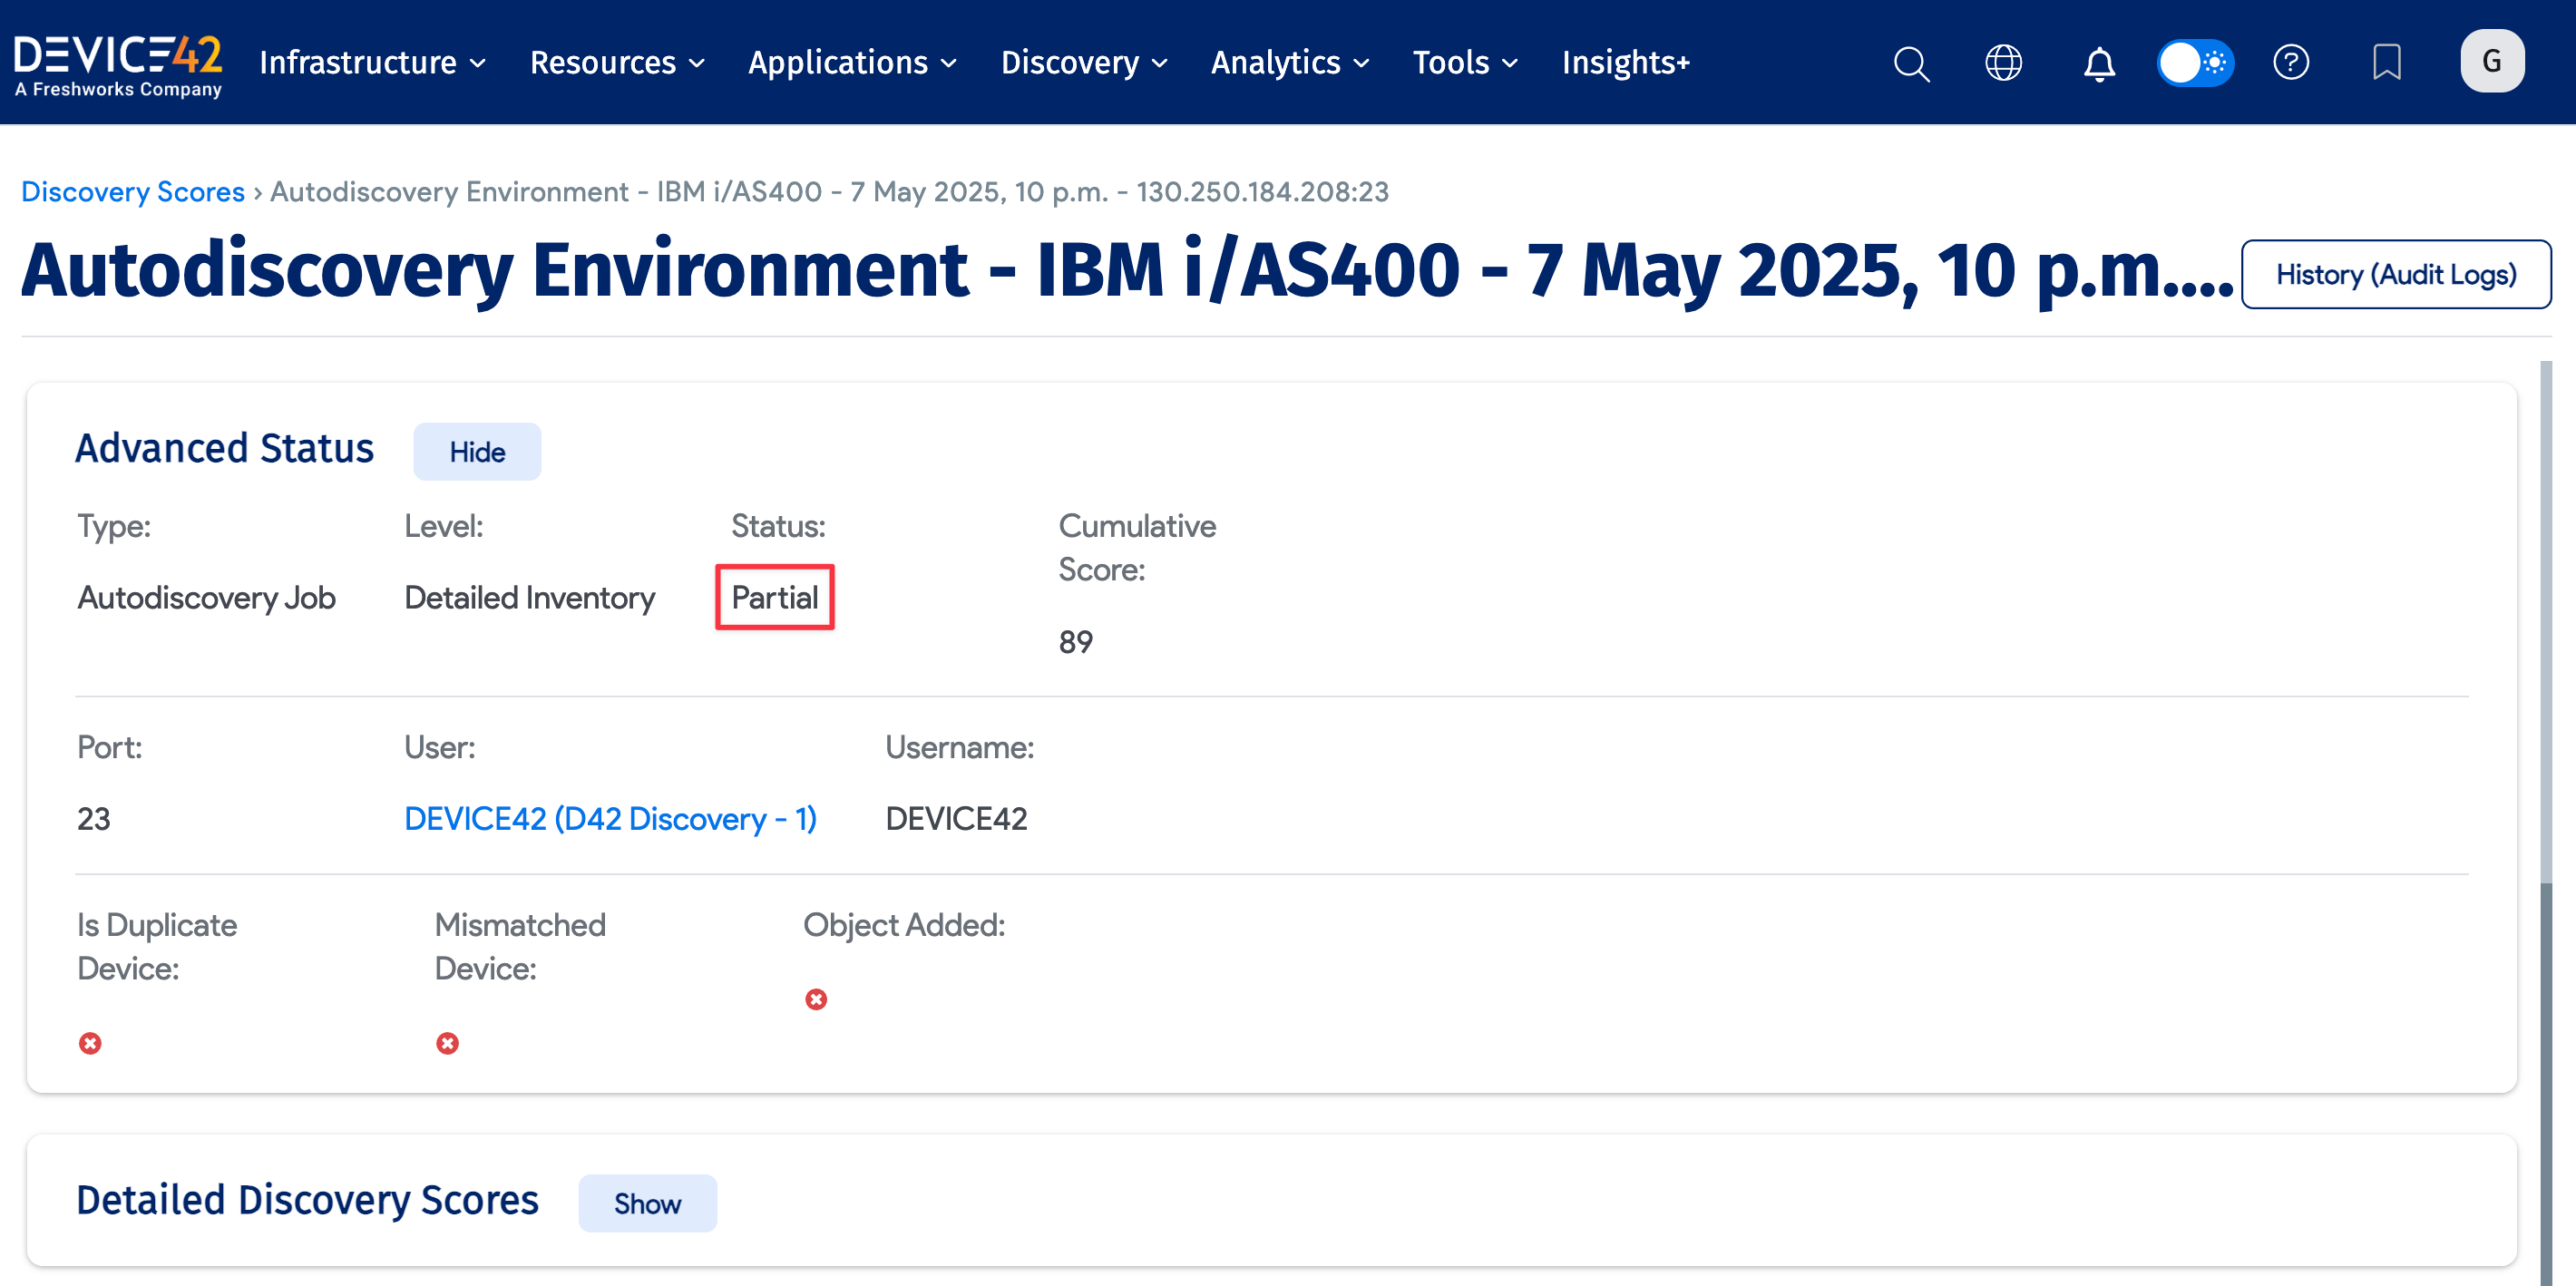 DEVICE42
A Freshworks Company
Infrastructure
Resources
Applications
Discovery
Analytics
Tools
Insights+
G
Discovery Scores › Autodiscovery Environment - IBM i/AS400 - 7 May 2025, 10 p.m. - 130.250.184.208:23
Autodiscovery Environment - IBM i/AS400 - 7 May 2025, 10 p.m....
History (Audit Logs)
Advanced Status
Hide
Type:
Autodiscovery Job
Level:
Detailed Inventory
Status:
Partial
Cumulative
Score:
89
Port:
23
User:
DEVICE42 (D42 Discovery - 1)
Username:
DEVICE42
Is Duplicate
Device:
Mismatched
Device:
Object Added:
Detailed Discovery Scores
Show